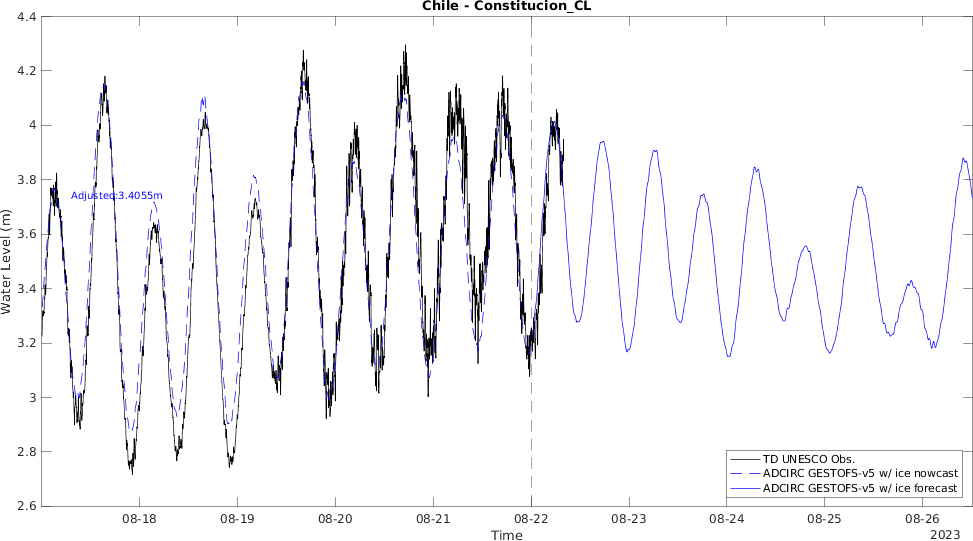 Chile - Constitucion_CL
4.4
4.2
4
3.8
3.6
3.4
3.2
3
2.8
2.6
Water Level (m)
Adjusted:3.4055m
TD UNESCO Obs.
ADCIRC GESTOFS-v5 w/ ice nowcast
ADCIRC GESTOFS-v5 w/ ice forecast
08-18 08-19 08-20 08-21 08-22 08-23 08-24 08-25 08-26
Time
2023